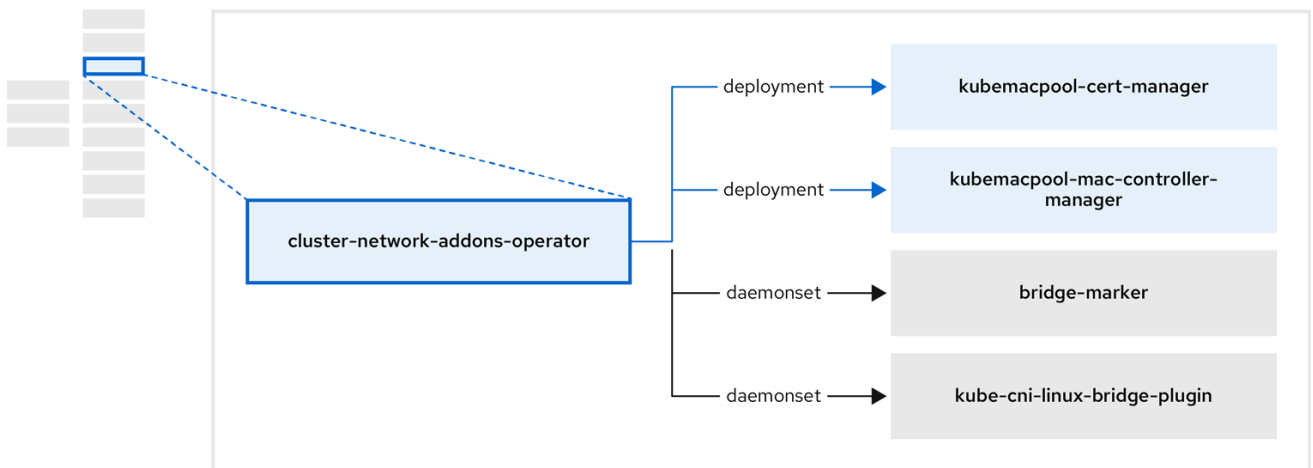 deployment
kubemacpool-cert-manager
deployment
kubemacpool-mac-controller-
manager
cluster-network-addons-operator
daemonset
bridge-marker
daemonset
kube-cni-linux-bridge-plugin